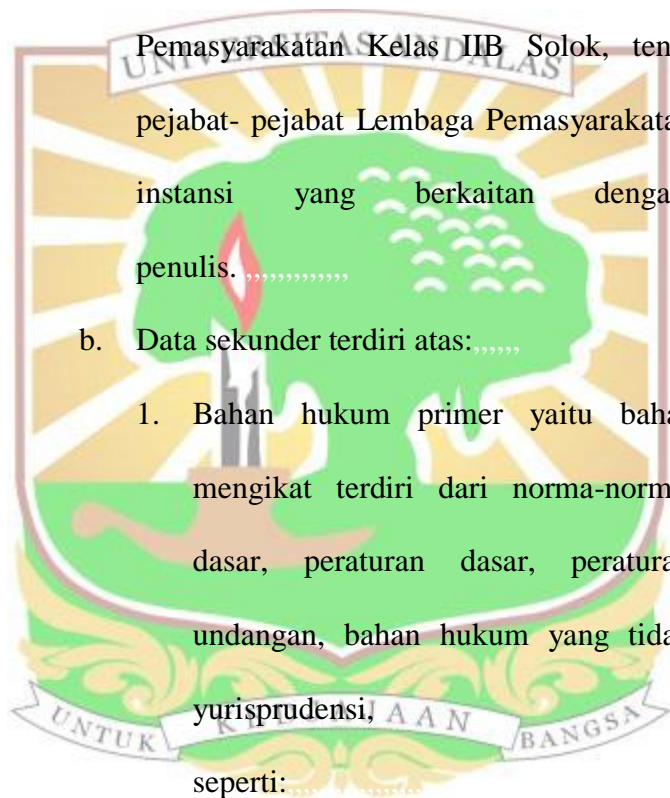 Pemasyarakatan Kelas IIB Solok, ten
UNIVERSITAS ANDALAS
pejabat- pejabat Lembaga Pemasyarakata
instansi yang berkaitan denga
penulis. ,,,,,,,,,,,,,
b. Data sekunder terdiri atas:,,,,,,
1. Bahan hukum primer yaitu baha
mengikat terdiri dari norma-norm
dasar, peraturan dasar, peratura
undangan, bahan hukum yang tida
yurisprudensi,
UNTUK KEDJAJAAN BANGSA
seperti:,,,,,,,,,,,,,,,,,,